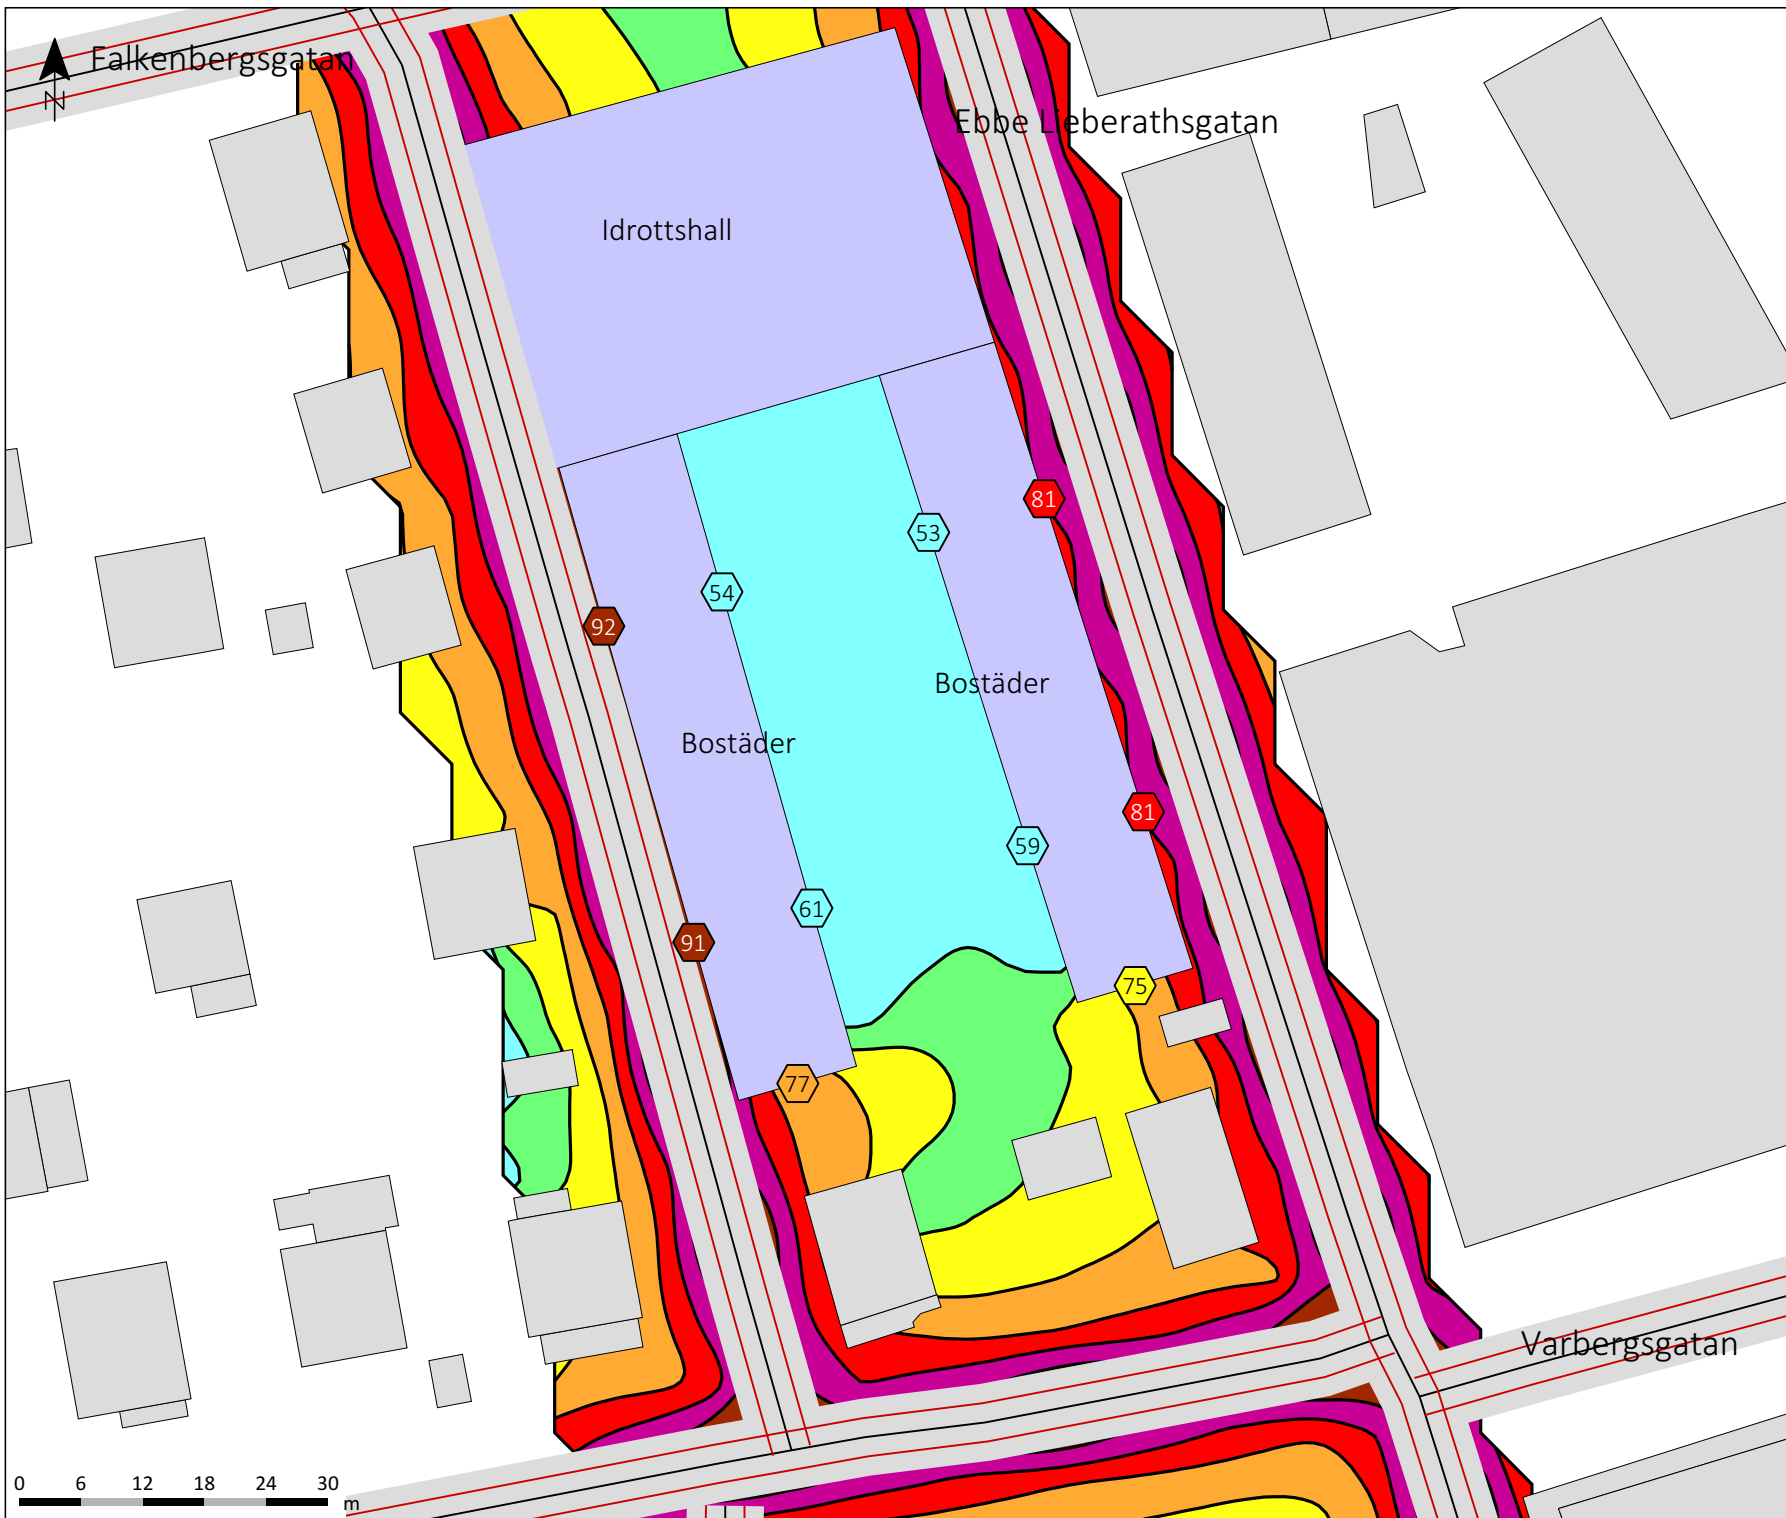 Falkenbergsgatan
N
Ebbe Lieberathsgatan
Idrottshall
81
53
54
92
Bostäder
Bostäder
81
59
61
91
75
77
Varbergsgatan
0 6 12 18 24 30
m